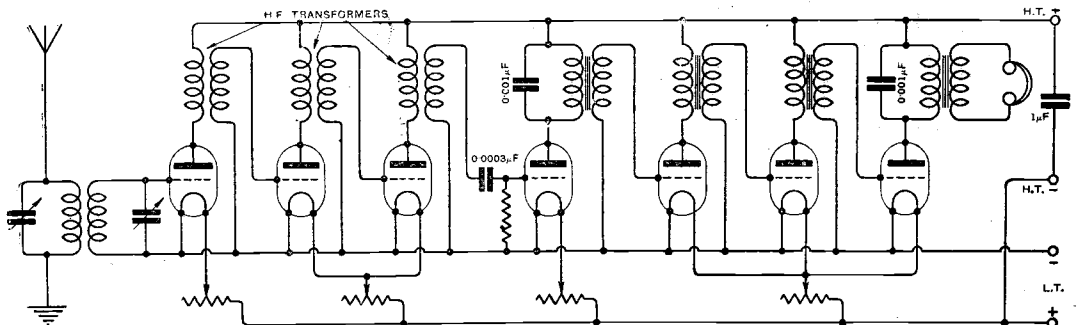 H.F. TRANSFORMERS
H.T. +
0·001µF
0·001µF
1µF
0·0003µF
H.T. −
−
L.T.
+